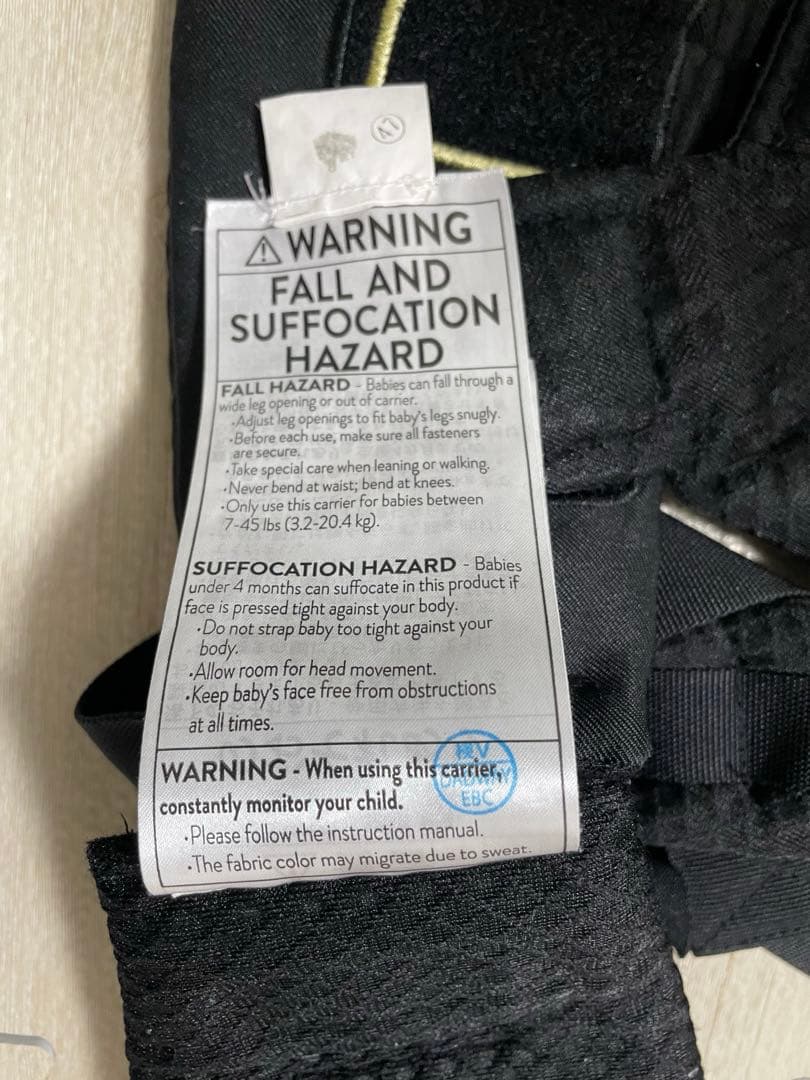 WARNING
FALL AND
SUFFOCATION
HAZARD
FALL HAZARD - Babies can fall through a
wide leg opening or out of carrier.
•Adjust leg openings to fit baby's legs snugly.
•Before each use, make sure all fasteners
are secure.
•Take special care when leaning or walking.
•Never bend at waist; bend at knees.
•Only use this carrier for babies between
7-45 lbs (3.2-20.4 kg).
SUFFOCATION HAZARD - Babies
under 4 months can suffocate in this product if
face is pressed tight against your body.
•Do not strap baby too tight against your
body.
•Allow room for head movement.
•Keep baby's face free from obstructions
at all times.
WARNING - When using this carrier,
constantly monitor your child.
•Please follow the instruction manual.
•The fabric color may migrate due to sweat.
EBC